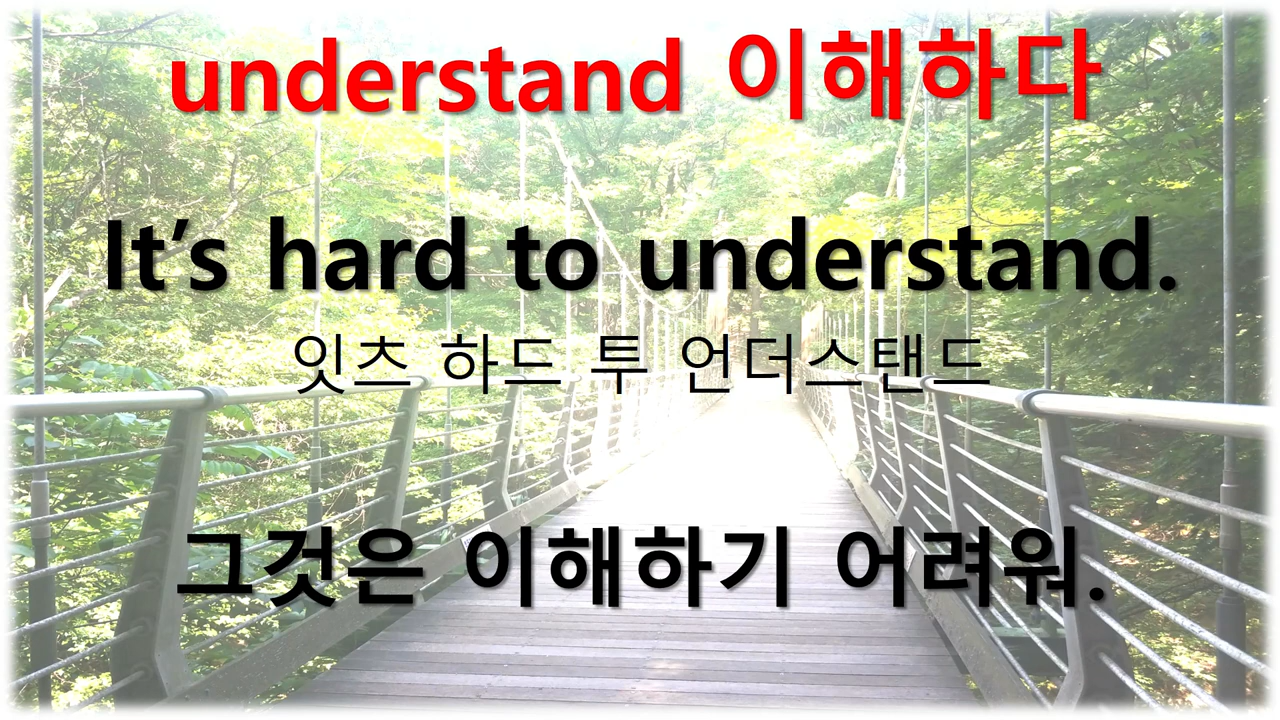 understand 이해하다
It’s hard to understand.
잇츠 하드 투 언더스탠드
그것은 이해하기 어려워.